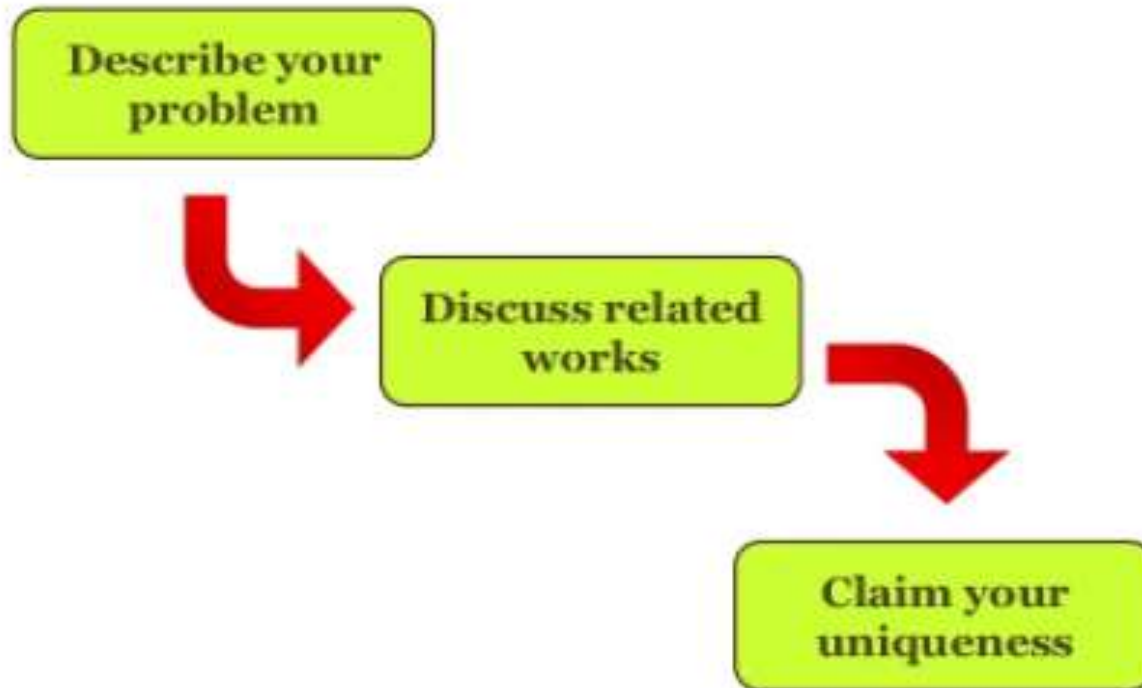 Describe your
problem
Discuss related
works
Claim your
uniqueness